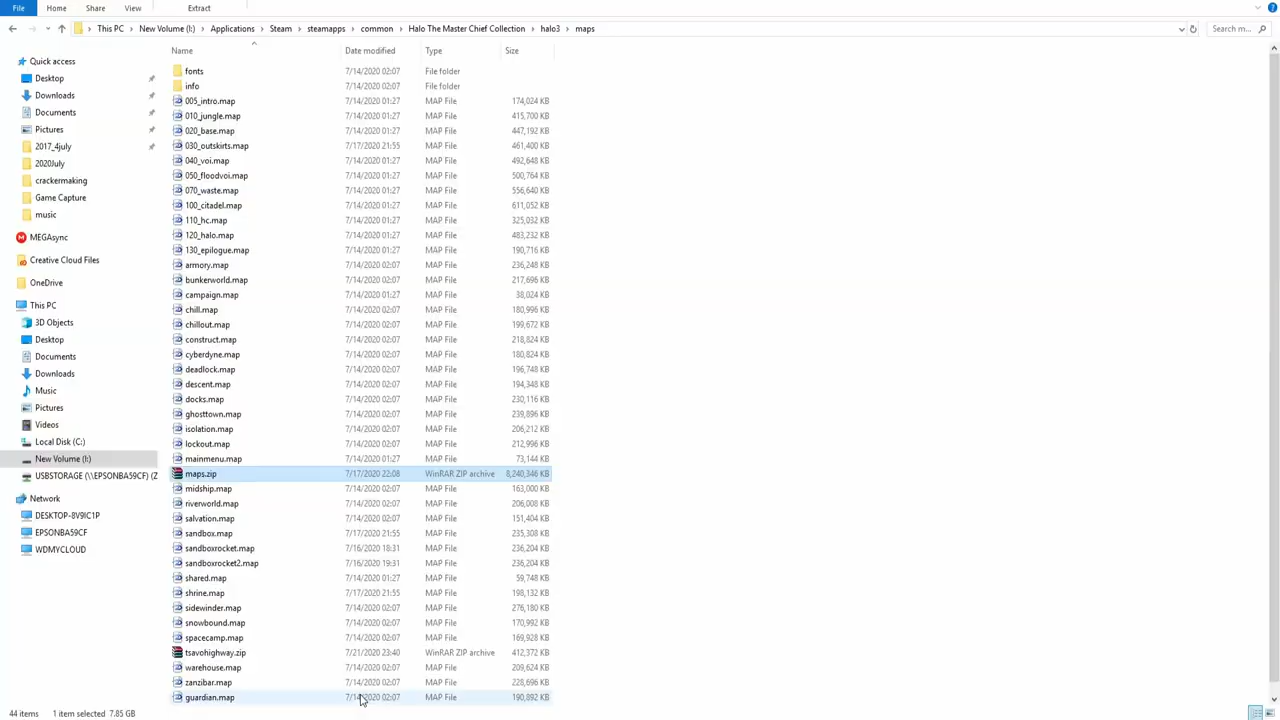 File Home Share View Extract
This PC New Volume (I:) Applications Steam steamapps common Halo The Master Chief Collection halo3 maps Search m...
Name Date modified Type Size
Quick access
Desktop
Downloads
Documents
Pictures
2017_4july
2020July
crackermaking
Game Capture
music
MEGAsync
Creative Cloud Files
OneDrive
This PC
3D Objects
Desktop
Documents
Downloads
Music
Pictures
Videos
Local Disk (C:)
New Volume (I:)
USBSTORAGE (\\EPSONBA59CF) (Z
Network
DESKTOP-8V9IC1P
EPSONBA59CF
WDMYCLOUD
fonts 7/14/2020 02:07 File folder
info 7/14/2020 02:07 File folder
005_intro.map 7/14/2020 01:27 MAP File 174,024 KB
010_jungle.map 7/14/2020 01:27 MAP File 415,700 KB
020_base.map 7/14/2020 01:27 MAP File 447,192 KB
030_outskirts.map 7/17/2020 21:55 MAP File 461,400 KB
040_voi.map 7/14/2020 01:27 MAP File 492,648 KB
050_floodvoi.map 7/14/2020 01:27 MAP File 500,764 KB
070_waste.map 7/14/2020 01:27 MAP File 556,640 KB
100_citadel.map 7/14/2020 01:27 MAP File 611,052 KB
110_hc.map 7/14/2020 01:27 MAP File 325,032 KB
120_halo.map 7/14/2020 01:27 MAP File 483,232 KB
130_epilogue.map 7/14/2020 01:27 MAP File 190,716 KB
armory.map 7/14/2020 02:07 MAP File 236,248 KB
bunkerworld.map 7/14/2020 02:07 MAP File 217,696 KB
campaign.map 7/14/2020 01:27 MAP File 38,024 KB
chill.map 7/14/2020 02:07 MAP File 180,996 KB
chillout.map 7/14/2020 02:07 MAP File 199,672 KB
construct.map 7/14/2020 02:07 MAP File 218,824 KB
cyberdyne.map 7/14/2020 02:07 MAP File 180,824 KB
deadlock.map 7/14/2020 02:07 MAP File 196,748 KB
descent.map 7/14/2020 02:07 MAP File 194,348 KB
docks.map 7/14/2020 02:07 MAP File 230,116 KB
ghosttown.map 7/14/2020 02:07 MAP File 239,896 KB
isolation.map 7/14/2020 02:07 MAP File 206,212 KB
lockout.map 7/14/2020 02:07 MAP File 212,996 KB
mainmenu.map 7/14/2020 01:27 MAP File 73,144 KB
maps.zip 7/17/2020 22:08 WinRAR ZIP archive 8,240,346 KB
midship.map 7/14/2020 02:07 MAP File 163,000 KB
riverworld.map 7/14/2020 02:07 MAP File 206,008 KB
salvation.map 7/14/2020 02:07 MAP File 151,404 KB
sandbox.map 7/17/2020 21:55 MAP File 235,308 KB
sandboxrocket.map 7/16/2020 18:31 MAP File 236,204 KB
sandboxrocket2.map 7/16/2020 19:31 MAP File 236,204 KB
shared.map 7/14/2020 01:27 MAP File 59,748 KB
shrine.map 7/17/2020 21:55 MAP File 198,132 KB
sidewinder.map 7/14/2020 02:07 MAP File 276,180 KB
snowbound.map 7/14/2020 02:07 MAP File 170,992 KB
spacecamp.map 7/14/2020 02:07 MAP File 169,928 KB
tsavohighway.zip 7/21/2020 23:40 WinRAR ZIP archive 412,372 KB
warehouse.map 7/14/2020 02:07 MAP File 209,624 KB
zanzibar.map 7/14/2020 02:07 MAP File 228,696 KB
guardian.map 7/14/2020 02:07 MAP File 190,892 KB
44 items 1 item selected 7.85 GB